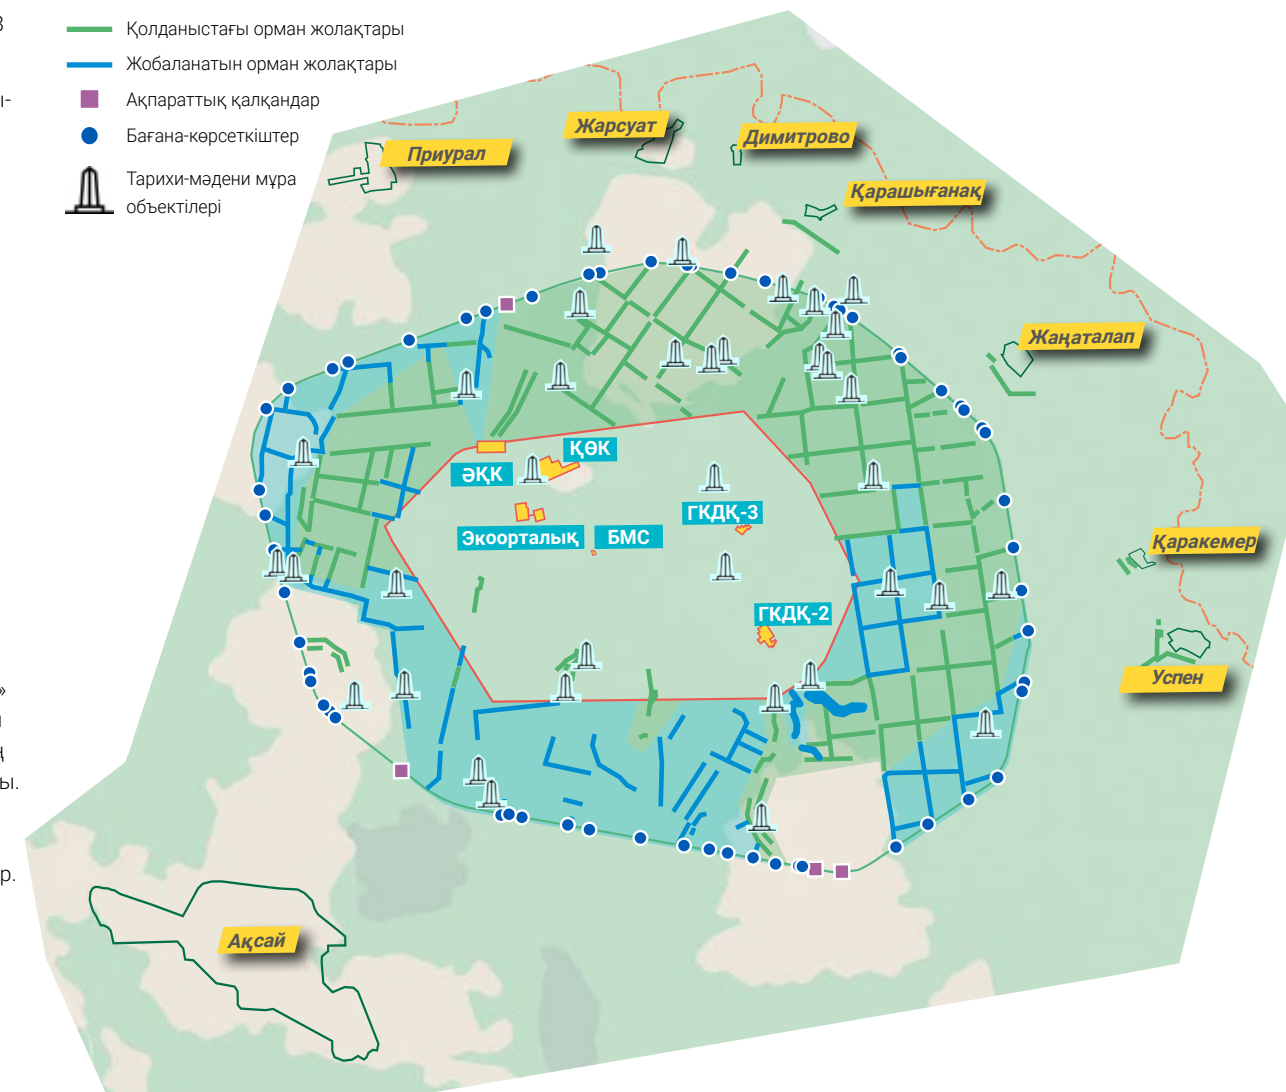 Қолданыстағы орман жолақтары
Жобаланатын орман жолақтары
Ақпараттық қалқандар
Бағана-көрсеткіштер
Тарихи-мәдени мұра
объектілері
Приурал
Жарсуат
Димитрово
Қарашығанақ
Жаңаталап
ҚӨК
ӘҚК
ГКДҚ-3
Экоорталық
БМС
Қаракемер
ГКДҚ-2
Успен
ы.
р.
Ақсай